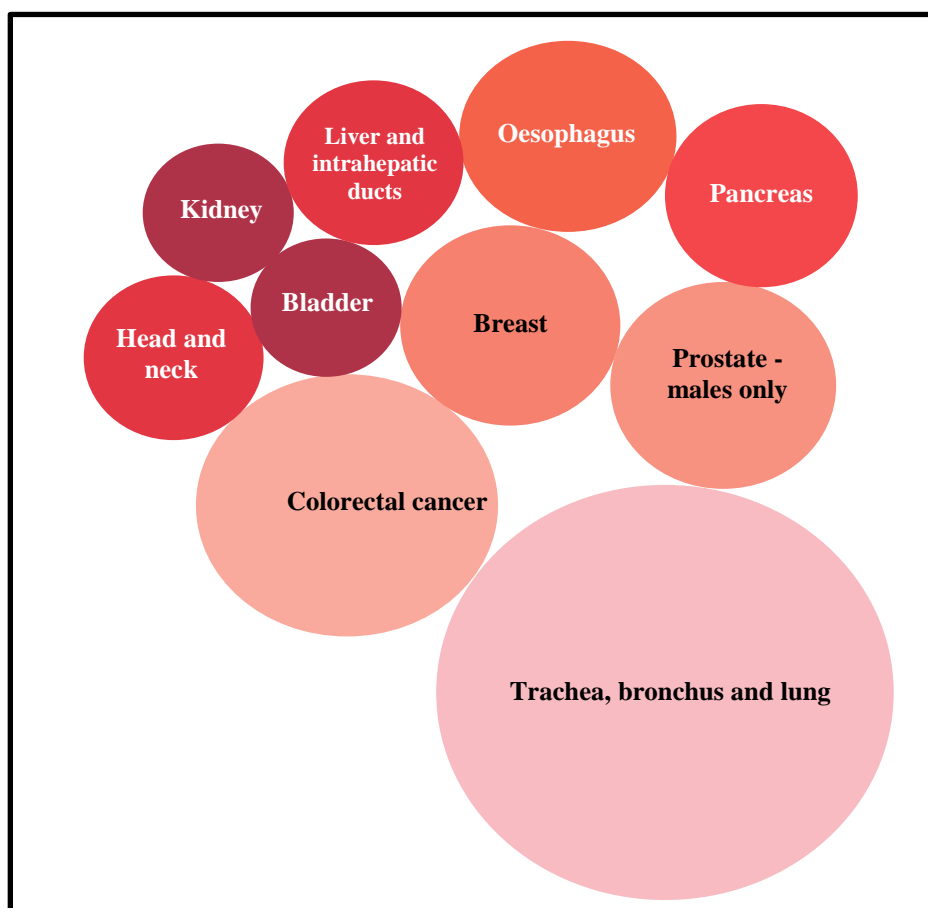 Oesophagus
Liver and
intrahepatic
ducts
Pancreas
Kidney
Bladder
Breast
Head and
neck
Prostate -
males only
Colorectal cancer
Trachea, bronchus and lung